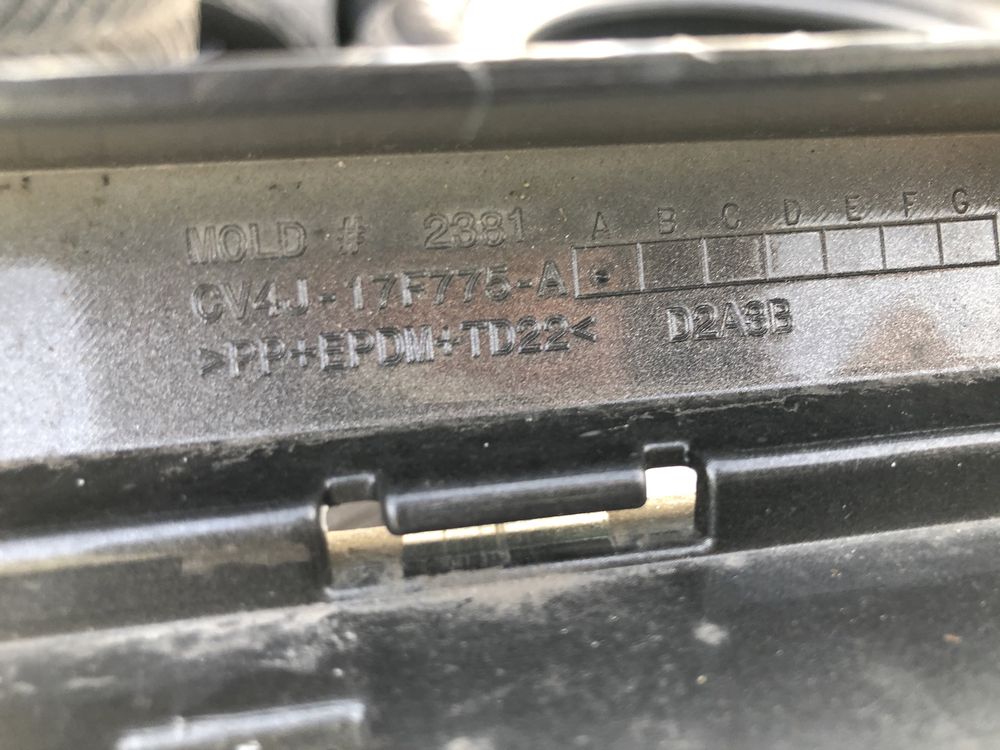 MOLD # 2381 A B C D E F G
CV4J-17F775-A
>PP+EPDM+TD22< D2A3B